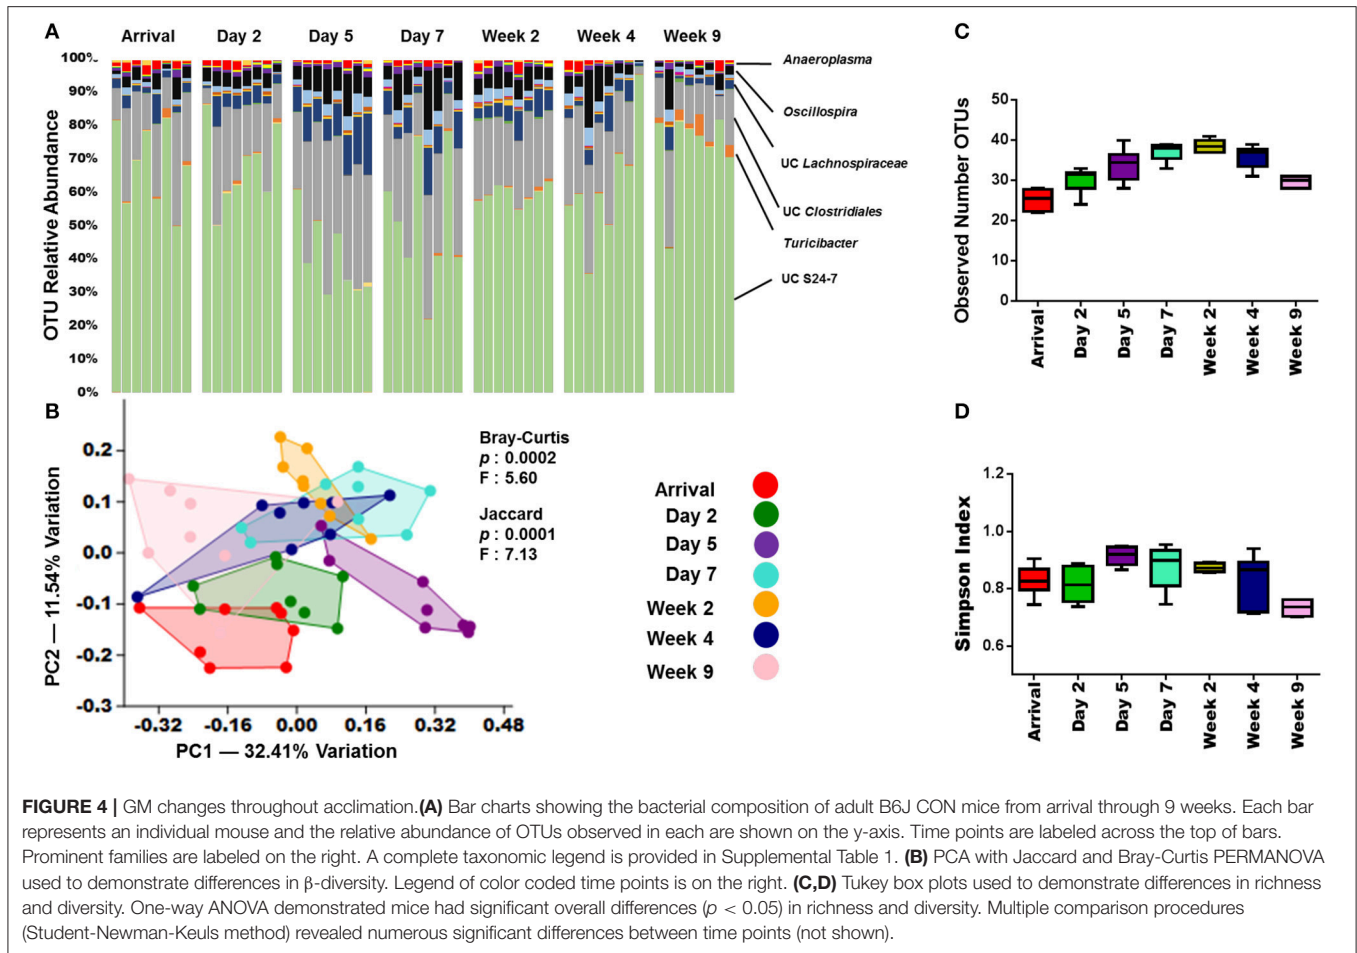 A
Arrival Day 2 Day 5 Day 7 Week 2 Week 4 Week 9
OTU Relative Abundance
100%
90%
80%
70%
60%
50%
40%
30%
20%
10%
0%
Anaeroplasma
Oscillospira
UC Lachnospiraceae
UC Clostridiales
Turicibacter
UC S24-7
B
PC2 — 11.54% Variation
0.2
0.1
0.0
-0.1
-0.2
-0.3
-0.32 -0.16 0.00 0.16 0.32 0.48
PC1 — 32.41% Variation
Bray-Curtis
p : 0.0002
F : 5.60
Jaccard
p : 0.0001
F : 7.13
Arrival
Day 2
Day 5
Day 7
Week 2
Week 4
Week 9
C
Observed Number OTUs
50
40
30
20
10
0
Arrival
Day 2
Day 5
Day 7
Week 2
Week 4
Week 9
D
Simpson Index
1.2
1.0
0.8
0.6
Arrival
Day 2
Day 5
Day 7
Week 2
Week 4
Week 9
FIGURE 4 | GM changes throughout acclimation.(A) Bar charts showing the bacterial composition of adult B6J CON mice from arrival through 9 weeks. Each bar
represents an individual mouse and the relative abundance of OTUs observed in each are shown on the y-axis. Time points are labeled across the top of bars.
Prominent families are labeled on the right. A complete taxonomic legend is provided in Supplemental Table 1. (B) PCA with Jaccard and Bray-Curtis PERMANOVA
used to demonstrate differences in β-diversity. Legend of color coded time points is on the right. (C,D) Tukey box plots used to demonstrate differences in richness
and diversity. One-way ANOVA demonstrated mice had significant overall differences (p < 0.05) in richness and diversity. Multiple comparison procedures
(Student-Newman-Keuls method) revealed numerous significant differences between time points (not shown).